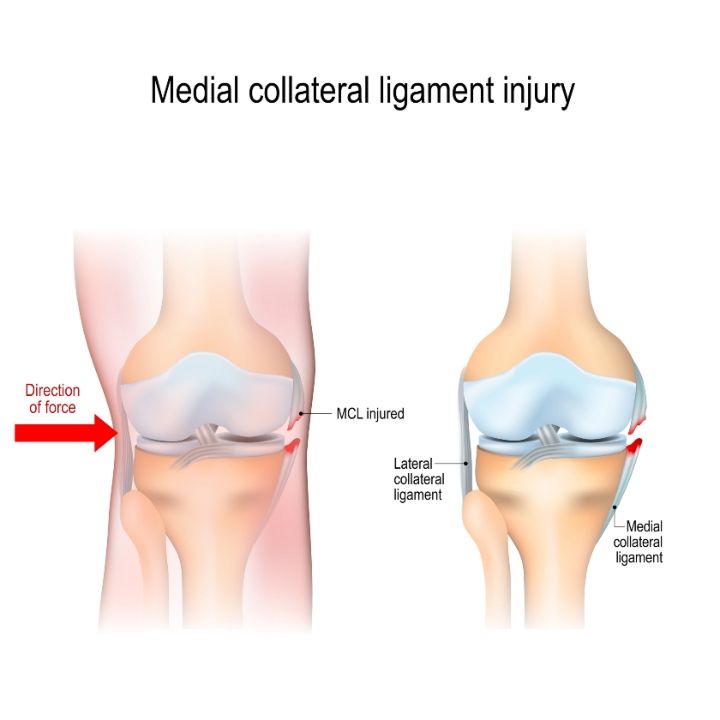 Medial collateral ligament injury
Direction
of force
MCL injured
Lateral
collateral
ligament
Medial
collateral
ligament